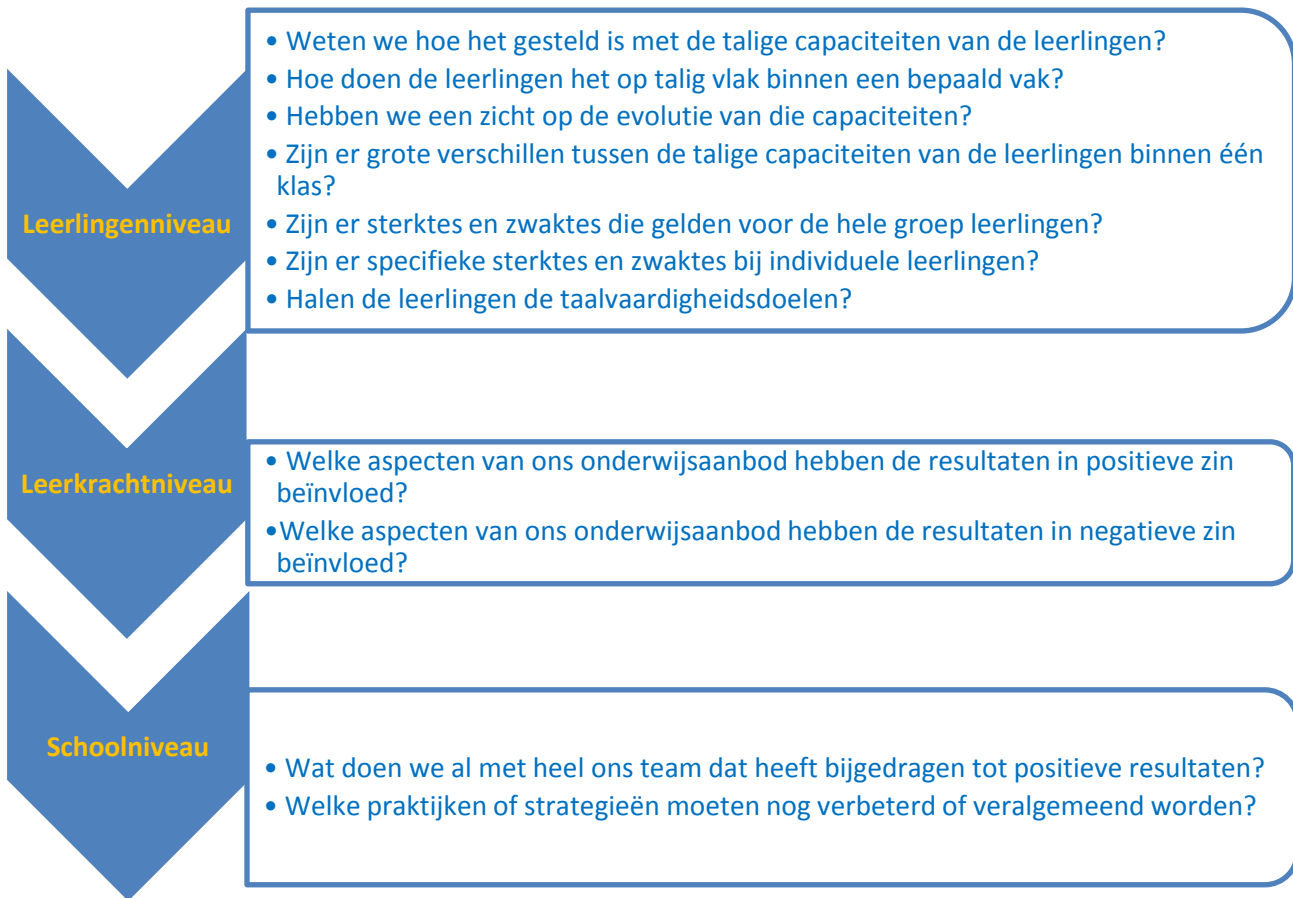 Leerlingenniveau
• Weten we hoe het gesteld is met de talige capaciteiten van de leerlingen?
• Hoe doen de leerlingen het op talig vlak binnen een bepaald vak?
• Hebben we een zicht op de evolutie van die capaciteiten?
• Zijn er grote verschillen tussen de talige capaciteiten van de leerlingen binnen één
klas?
• Zijn er sterktes en zwaktes die gelden voor de hele groep leerlingen?
• Zijn er specifieke sterktes en zwaktes bij individuele leerlingen?
• Halen de leerlingen de taalvaardigheidsdoelen?
Leerkrachtniveau
• Welke aspecten van ons onderwijsaanbod hebben de resultaten in positieve zin
beïnvloed?
•Welke aspecten van ons onderwijsaanbod hebben de resultaten in negatieve zin
beïnvloed?
Schoolniveau
• Wat doen we al met heel ons team dat heeft bijgedragen tot positieve resultaten?
• Welke praktijken of strategieën moeten nog verbeterd of veralgemeend worden?